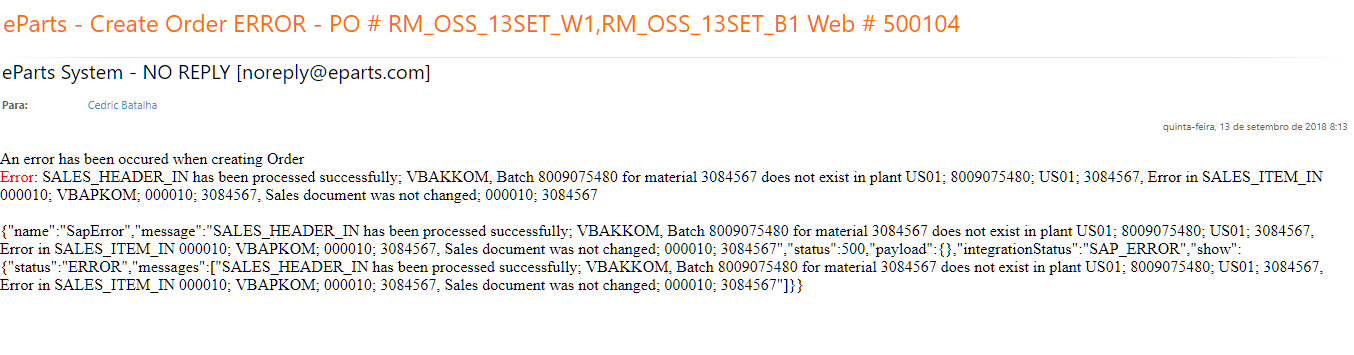 eParts - Create Order ERROR - PO # RM_OSS_13SET_W1,RM_OSS_13SET_B1 Web # 500104
eParts System - NO REPLY [noreply@eparts.com]
Para: Cedric Batalha
quinta-feira, 13 de setembro de 2018 8:13
An error has been occured when creating Order
Error: SALES_HEADER_IN has been processed successfully; VBAKKOM, Batch 8009075480 for material 3084567 does not exist in plant US01; 8009075480; US01; 3084567, Error in SALES_ITEM_IN
000010; VBAPKOM; 000010; 3084567, Sales document was not changed; 000010; 3084567
{"name":"SapError","message":"SALES_HEADER_IN has been processed successfully; VBAKKOM, Batch 8009075480 for material 3084567 does not exist in plant US01; 8009075480; US01; 3084567,
Error in SALES_ITEM_IN 000010; VBAPKOM; 000010; 3084567, Sales document was not changed; 000010; 3084567","status":500,"payload":{},"integrationStatus":"SAP_ERROR","show":
{"status":"ERROR","messages":["SALES_HEADER_IN has been processed successfully; VBAKKOM, Batch 8009075480 for material 3084567 does not exist in plant US01; 8009075480; US01; 3084567,
Error in SALES_ITEM_IN 000010; VBAPKOM; 000010; 3084567, Sales document was not changed; 000010; 3084567"]}}